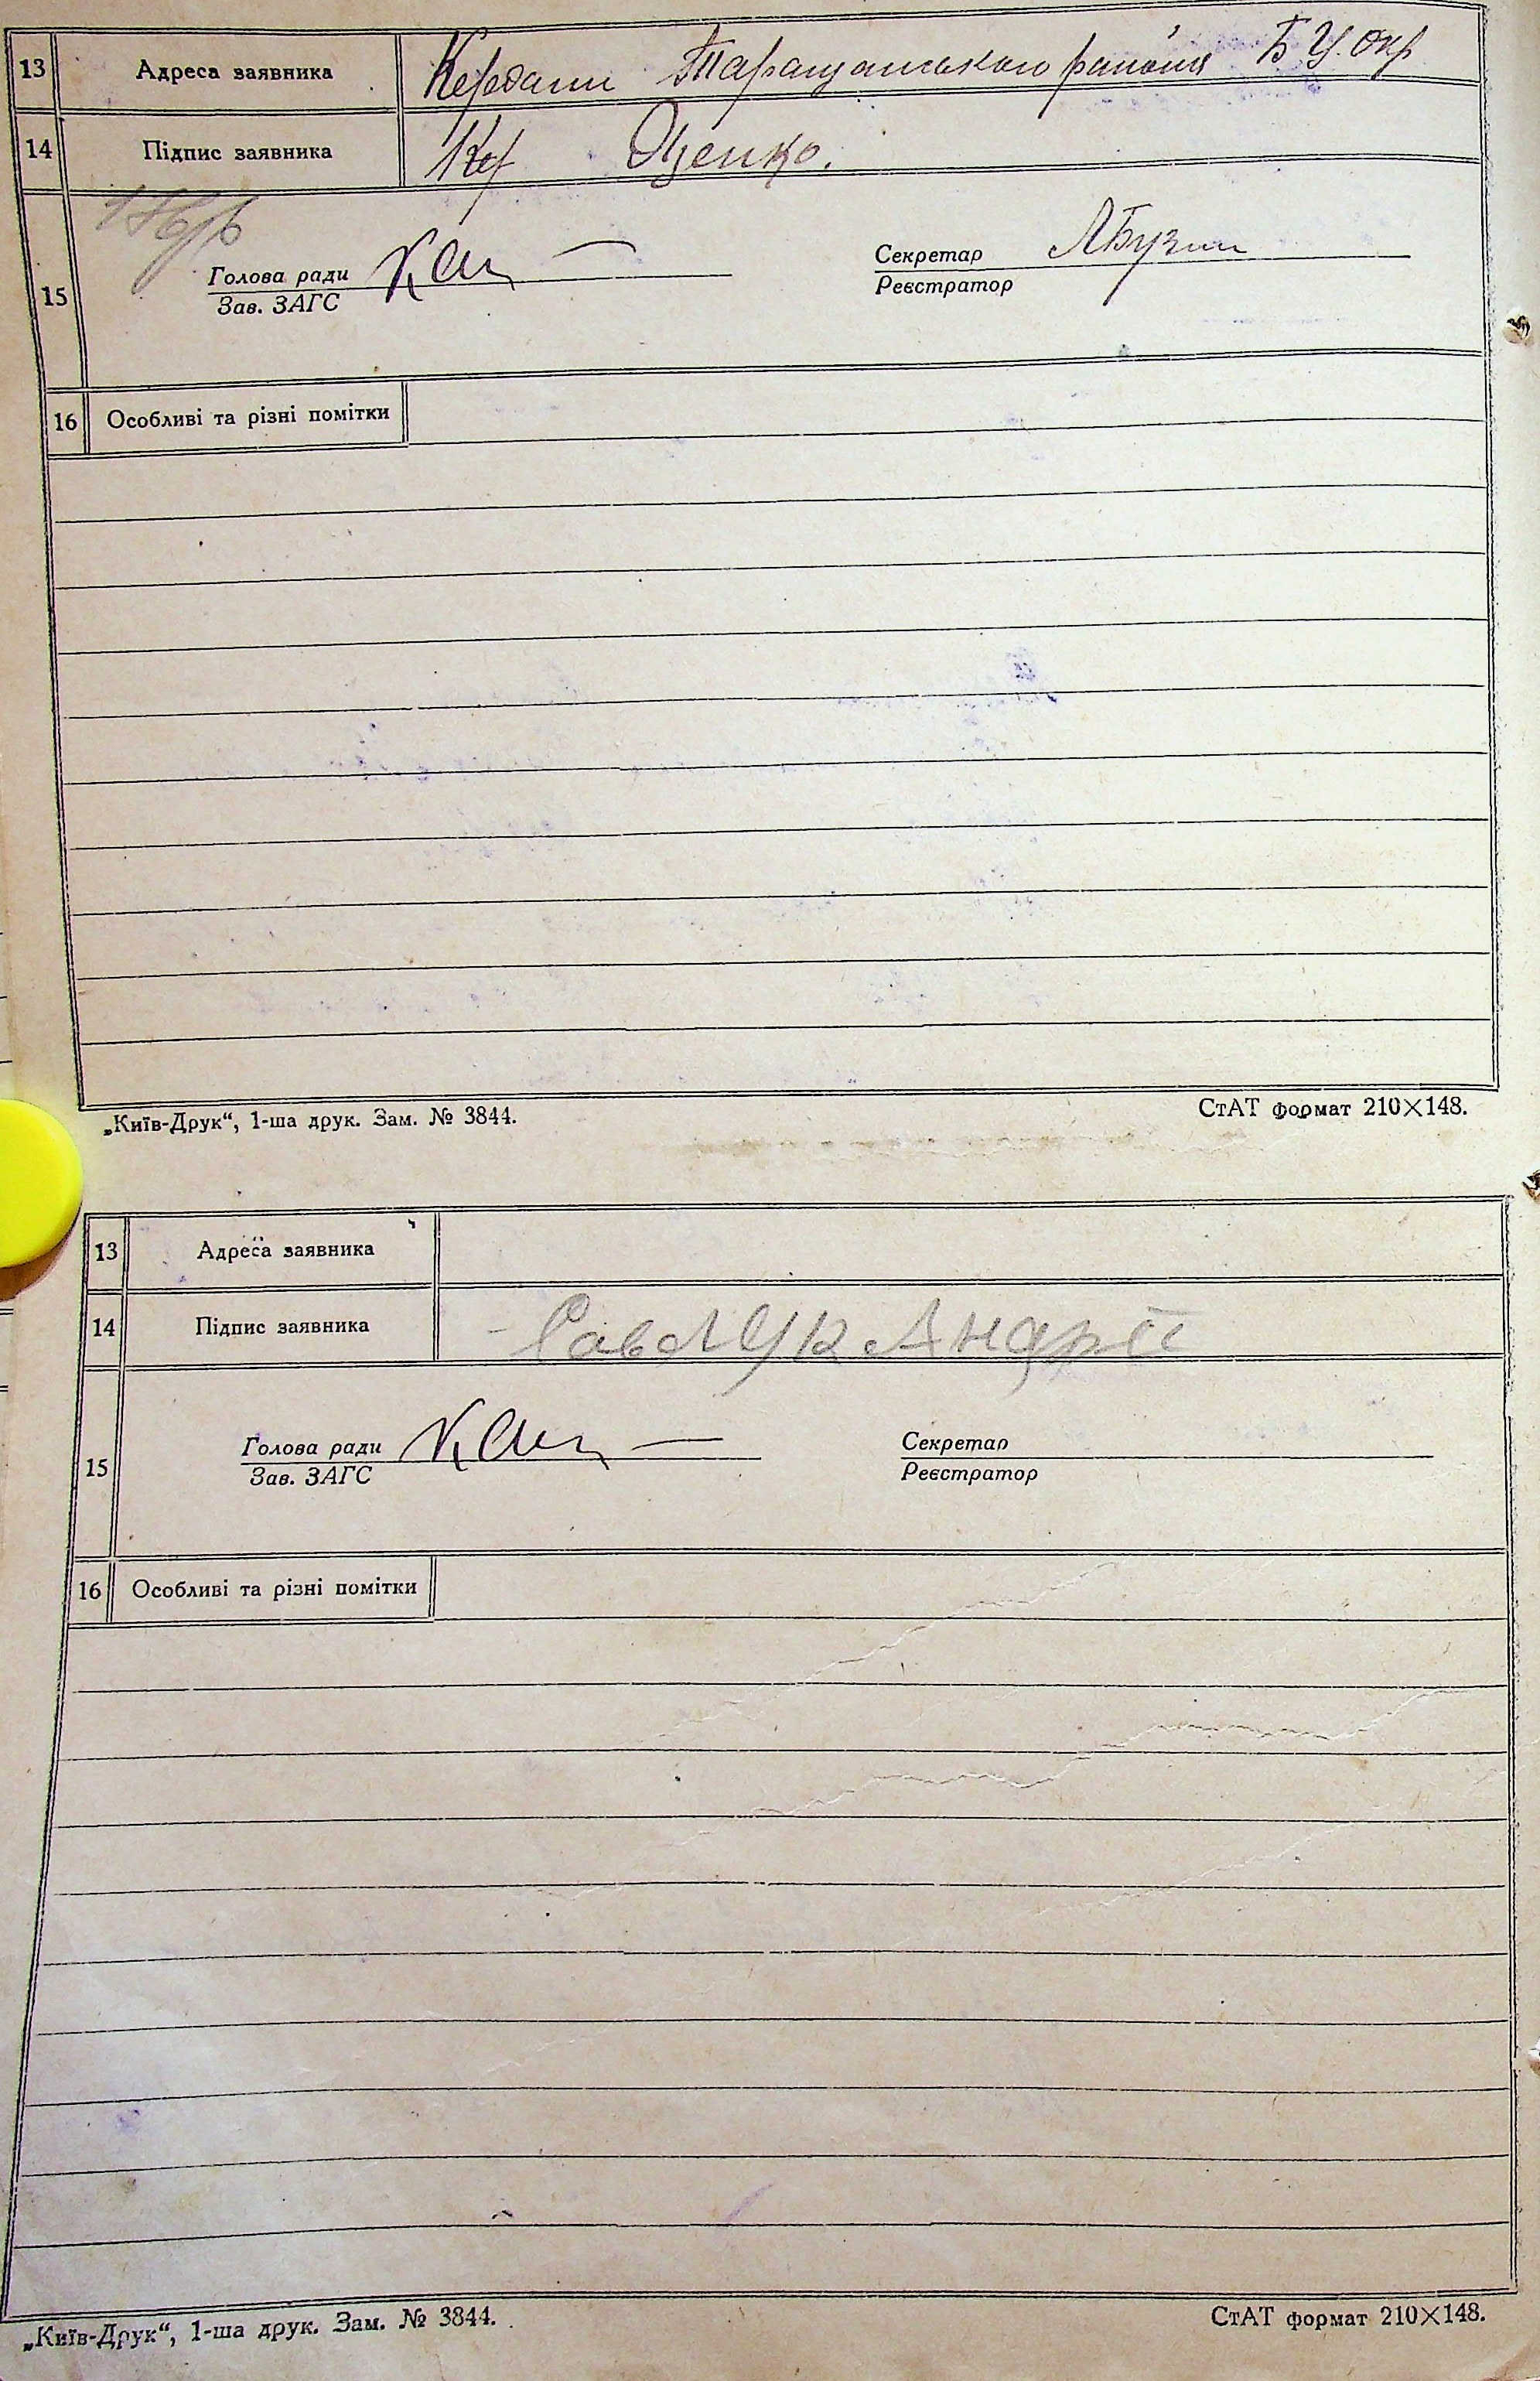 13 Адреса заявника Кердани Таращанського района Б Ц. окр
14 Підпис заявника Оценко.
15
Голова ради Секретар
Зав. ЗАГС Реєстратор
16 Особливі та різні помітки
„Київ-Друк“, 1-ша друк. Зам. № 3844. СтАТ формат 210×148.
13 Адреса заявника
14 Підпис заявника Савлук Андрій
15
Голова ради Секретар
Зав. ЗАГС Реєстратор
16 Особливі та різні помітки
„Київ-Друк“, 1-ша друк. Зам. № 3844. СтАТ формат 210×148.